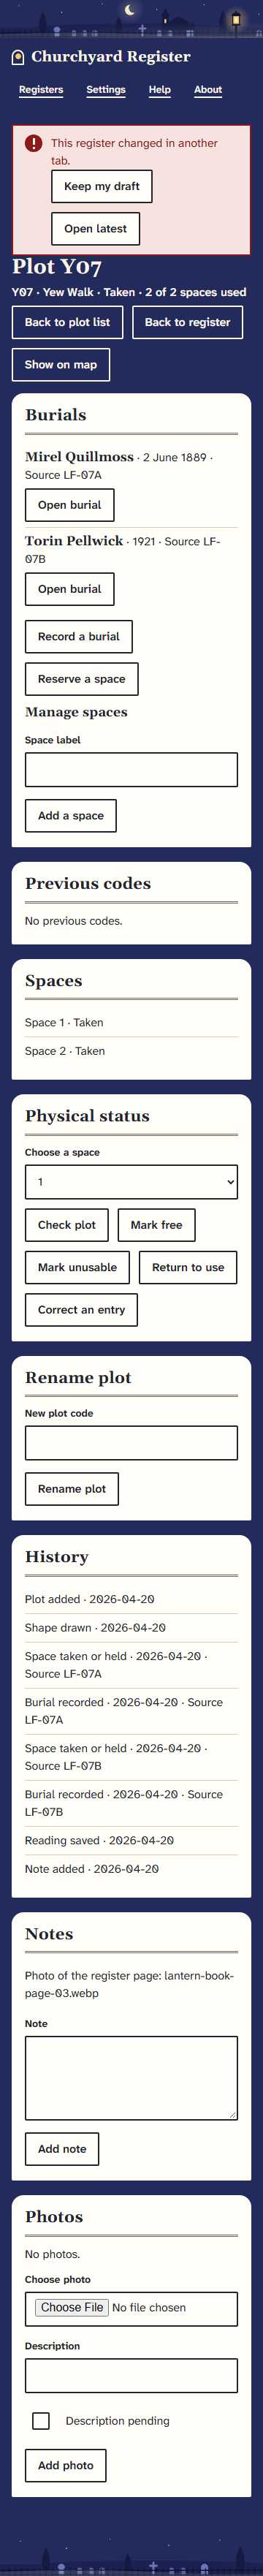 Churchyard Register
Registers Settings Help About
This register changed in another
tab.
Keep my draft
Open latest
Plot Y07
Y07 · Yew Walk · Taken · 2 of 2 spaces used
Back to plot list Back to register
Show on map
Burials
Mirel Quillmoss · 2 June 1889 ·
Source LF-07A
Open burial
Torin Pellwick · 1921 · Source LF-
07B
Open burial
Record a burial
Reserve a space
Manage spaces
Space label
Add a space
Previous codes
No previous codes.
Spaces
Space 1 · Taken
Space 2 · Taken
Physical status
Choose a space
1
Check plot Mark free
Mark unusable Return to use
Correct an entry
Rename plot
New plot code
Rename plot
History
Plot added · 2026-04-20
Shape drawn · 2026-04-20
Space taken or held · 2026-04-20 ·
Source LF-07A
Burial recorded · 2026-04-20 · Source
LF-07A
Space taken or held · 2026-04-20 ·
Source LF-07B
Burial recorded · 2026-04-20 · Source
LF-07B
Reading saved · 2026-04-20
Note added · 2026-04-20
Notes
Photo of the register page: lantern-book-
page-03.webp
Note
Add note
Photos
No photos.
Choose photo
Choose File No file chosen
Description
Description pending
Add photo